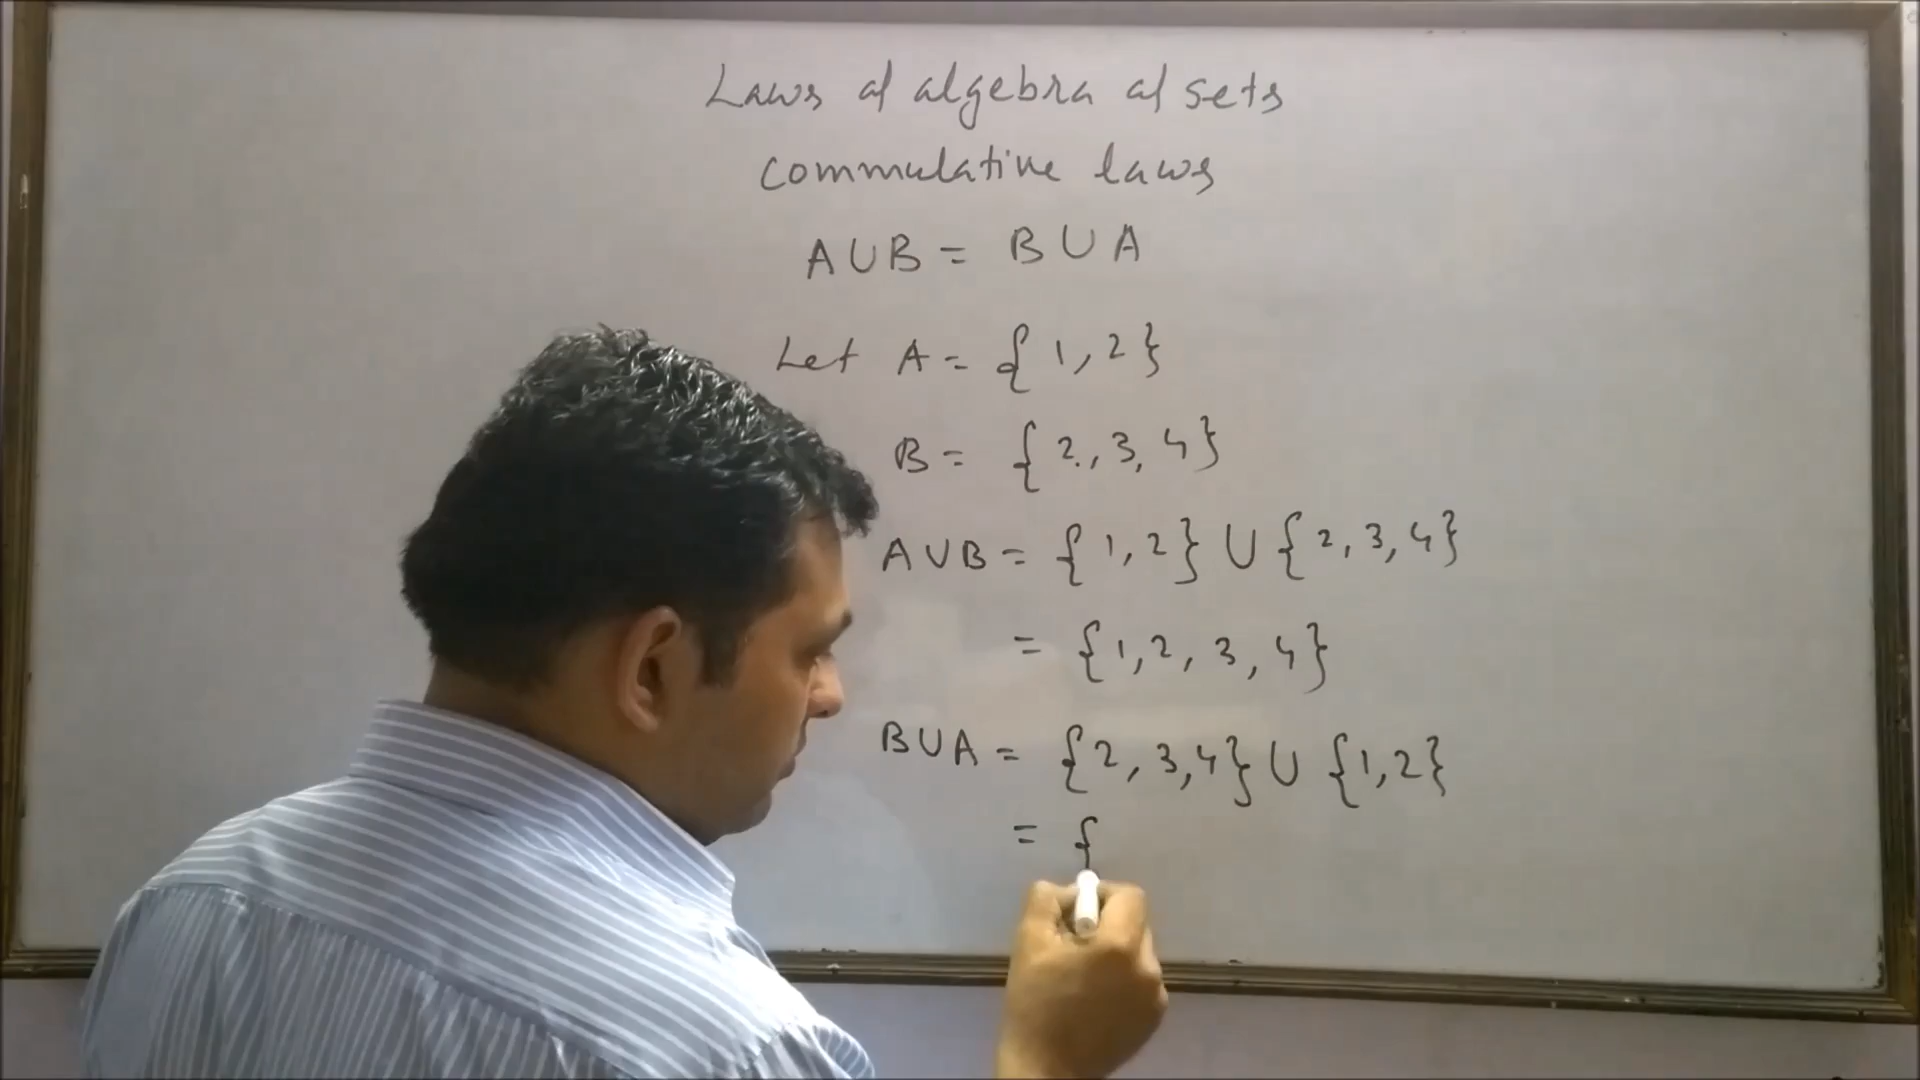 Laws of algebra of sets
commulative laws
A∪B = B∪A
Let A = {1,2}
B = {2,3,4}
A∪B = {1,2} ∪ {2,3,4}
= {1,2,3,4}
B∪A = {2,3,4} ∪ {1,2}
= {